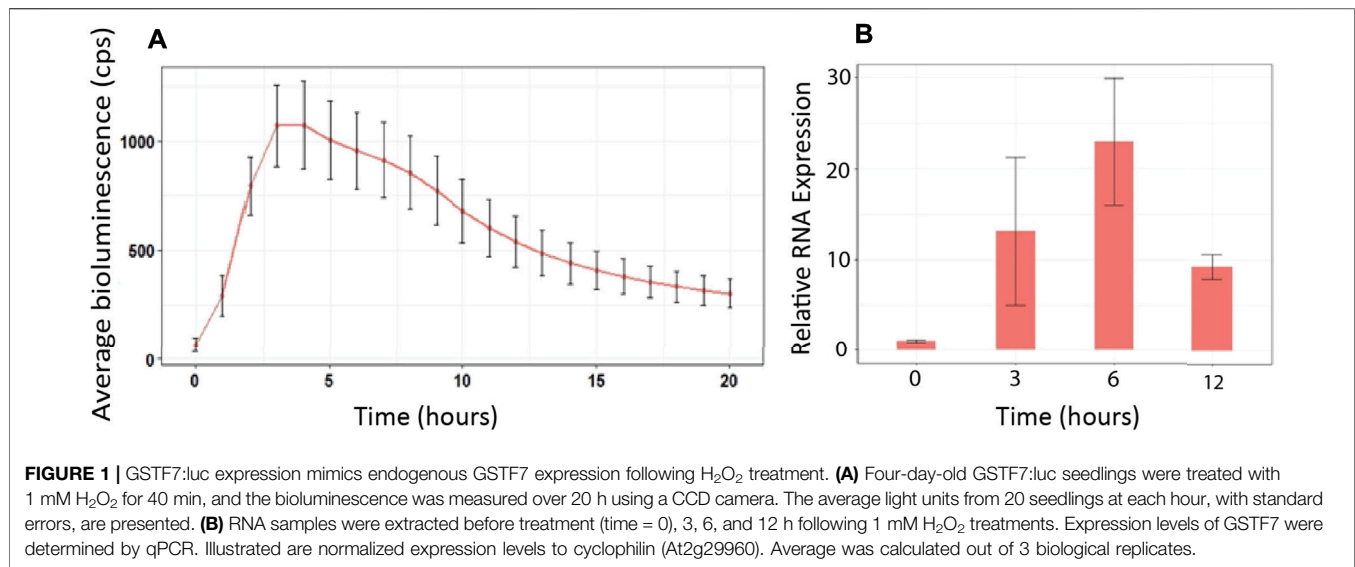 A
Average bioluminescence (cps)
1000
500
0
0 5 10 15 20
Time (hours)
B
Relative RNA Expression
30
20
10
0
0 3 6 12
Time (hours)
FIGURE 1 | GSTF7:luc expression mimics endogenous GSTF7 expression following H₂O₂ treatment. (A) Four-day-old GSTF7:luc seedlings were treated with
1 mM H₂O₂ for 40 min, and the bioluminescence was measured over 20 h using a CCD camera. The average light units from 20 seedlings at each hour, with standard
errors, are presented. (B) RNA samples were extracted before treatment (time = 0), 3, 6, and 12 h following 1 mM H₂O₂ treatments. Expression levels of GSTF7 were
determined by qPCR. Illustrated are normalized expression levels to cyclophilin (At2g29960). Average was calculated out of 3 biological replicates.